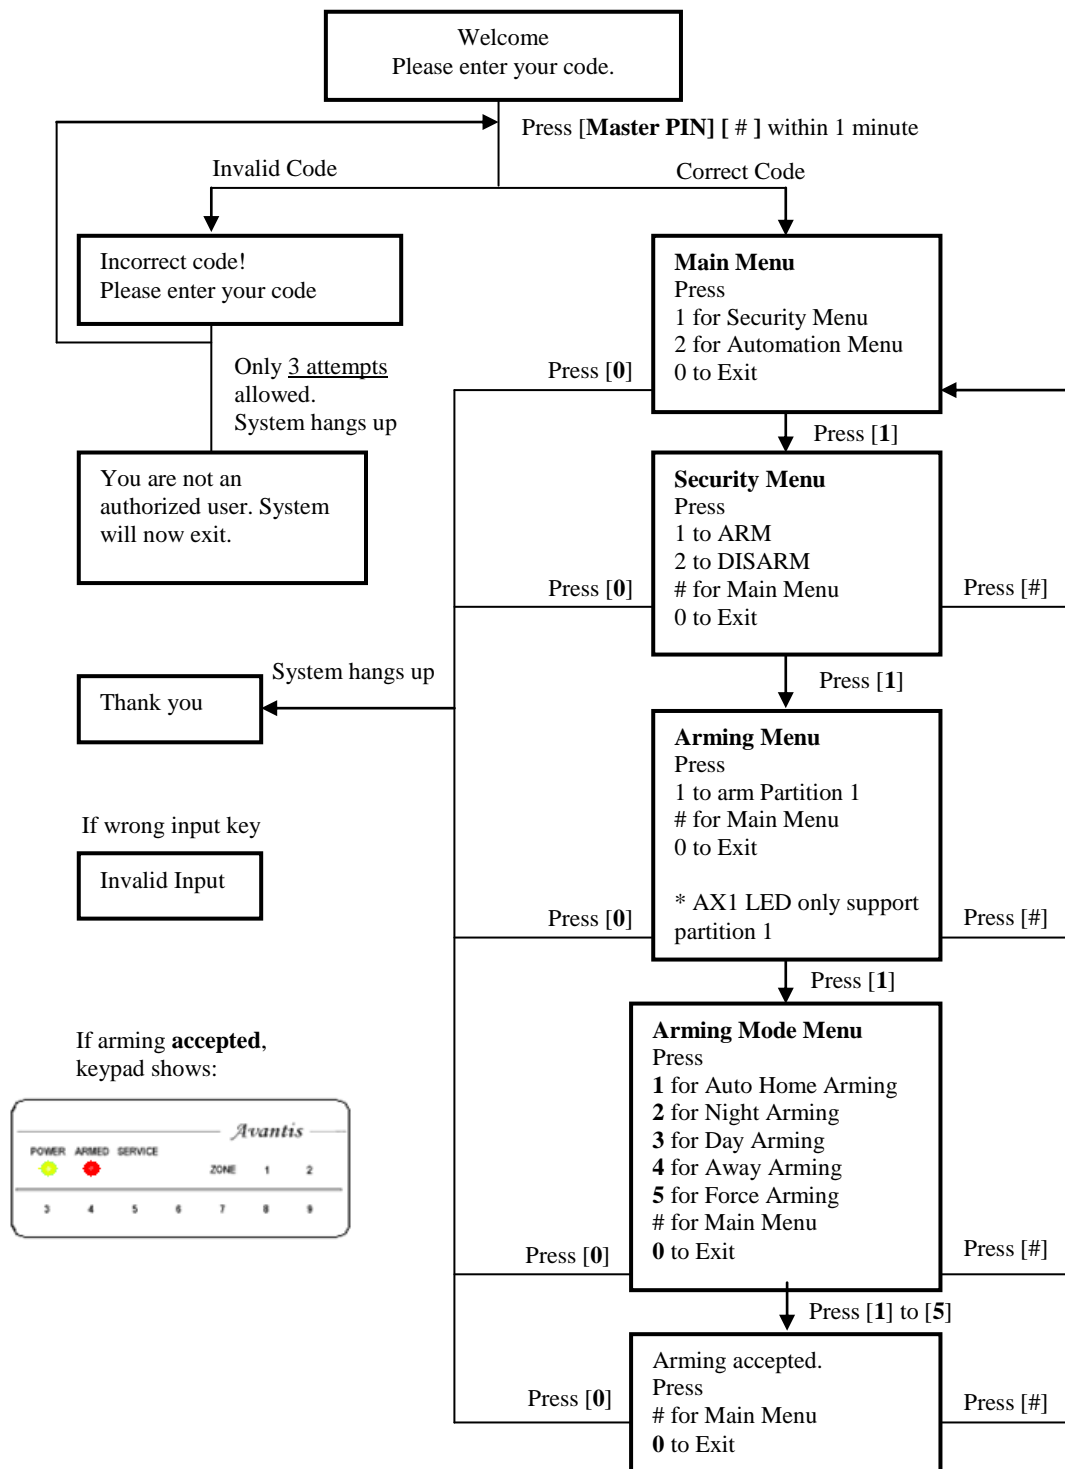 Welcome
Please enter your code.
Press [Master PIN] [ # ] within 1 minute
Invalid Code
Correct Code
Incorrect code!
Please enter your code
Only 3 attempts
allowed.
System hangs up
You are not an
authorized user. System
will now exit.
Main Menu
Press
1 for Security Menu
2 for Automation Menu
0 to Exit
Press [0]
Press [1]
Security Menu
Press
1 to ARM
2 to DISARM
# for Main Menu
0 to Exit
Press [0]
Press [#]
Press [1]
System hangs up
Thank you
Arming Menu
Press
1 to arm Partition 1
# for Main Menu
0 to Exit
* AX1 LED only support
partition 1
Press [0]
Press [#]
Press [1]
If wrong input key
Invalid Input
Arming Mode Menu
Press
1 for Auto Home Arming
2 for Night Arming
3 for Day Arming
4 for Away Arming
5 for Force Arming
# for Main Menu
0 to Exit
Press [0]
Press [#]
Press [1] to [5]
If arming accepted,
keypad shows:
Avantis
POWER ARMED SERVICE
ZONE 1 2
3 4 5 6 7 8 9
Arming accepted.
Press
# for Main Menu
0 to Exit
Press [0]
Press [#]